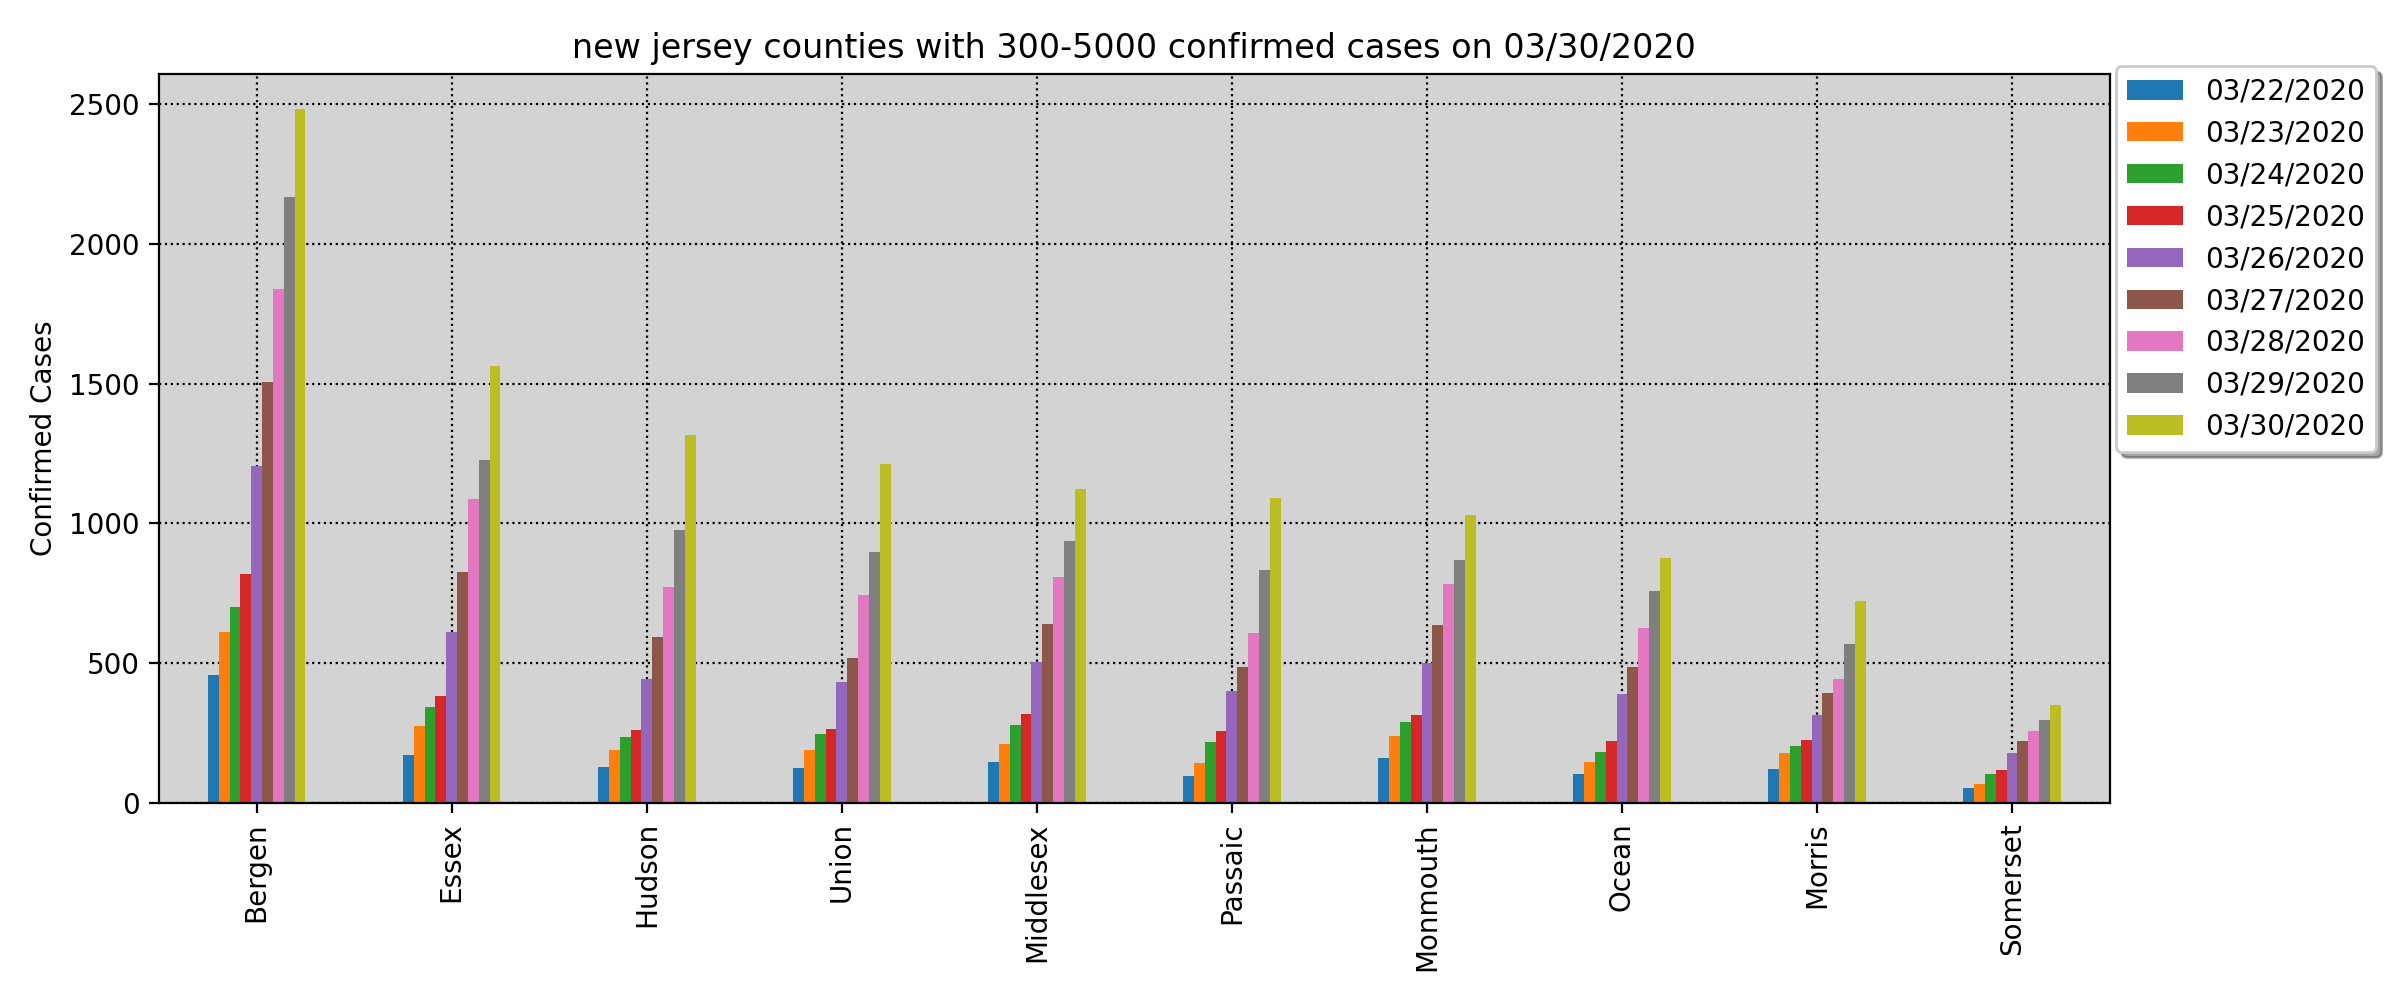 new jersey counties with 300-5000 confirmed cases on 03/30/2020
Confirmed Cases
2500
2000
1500
1000
500
0
Bergen
Essex
Hudson
Union
Middlesex
Passaic
Monmouth
Ocean
Morris
Somerset
03/22/2020
03/23/2020
03/24/2020
03/25/2020
03/26/2020
03/27/2020
03/28/2020
03/29/2020
03/30/2020